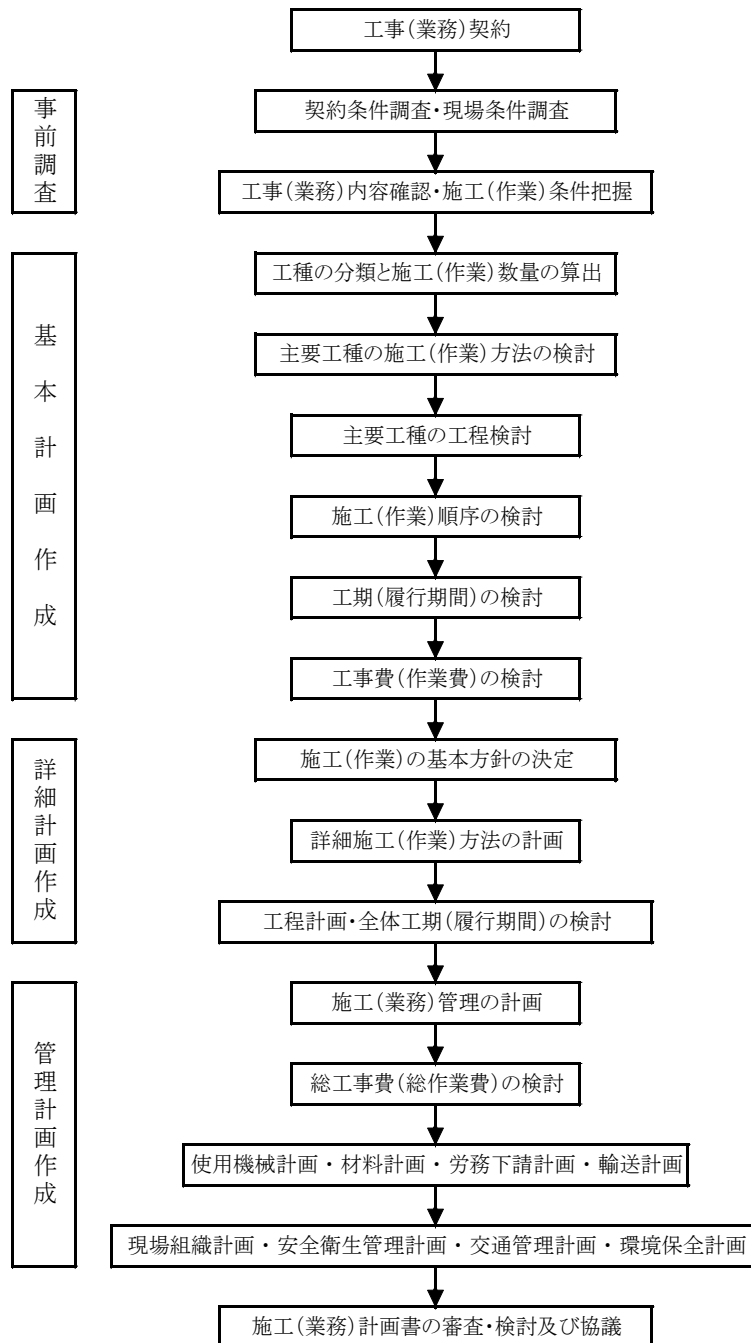 工事(業務)契約
事前調査
契約条件調査・現場条件調査
工事(業務)内容確認・施工(作業)条件把握
基本計画作成
工種の分類と施工(作業)数量の算出
主要工種の施工(作業)方法の検討
主要工種の工程検討
施工(作業)順序の検討
工期(履行期間)の検討
工事費(作業費)の検討
詳細計画作成
施工(作業)の基本方針の決定
詳細施工(作業)方法の計画
工程計画・全体工期(履行期間)の検討
管理計画作成
施工(業務)管理の計画
総工事費(総作業費)の検討
使用機械計画・材料計画・労務下請計画・輸送計画
現場組織計画・安全衛生管理計画・交通管理計画・環境保全計画
施工(業務)計画書の審査・検討及び協議